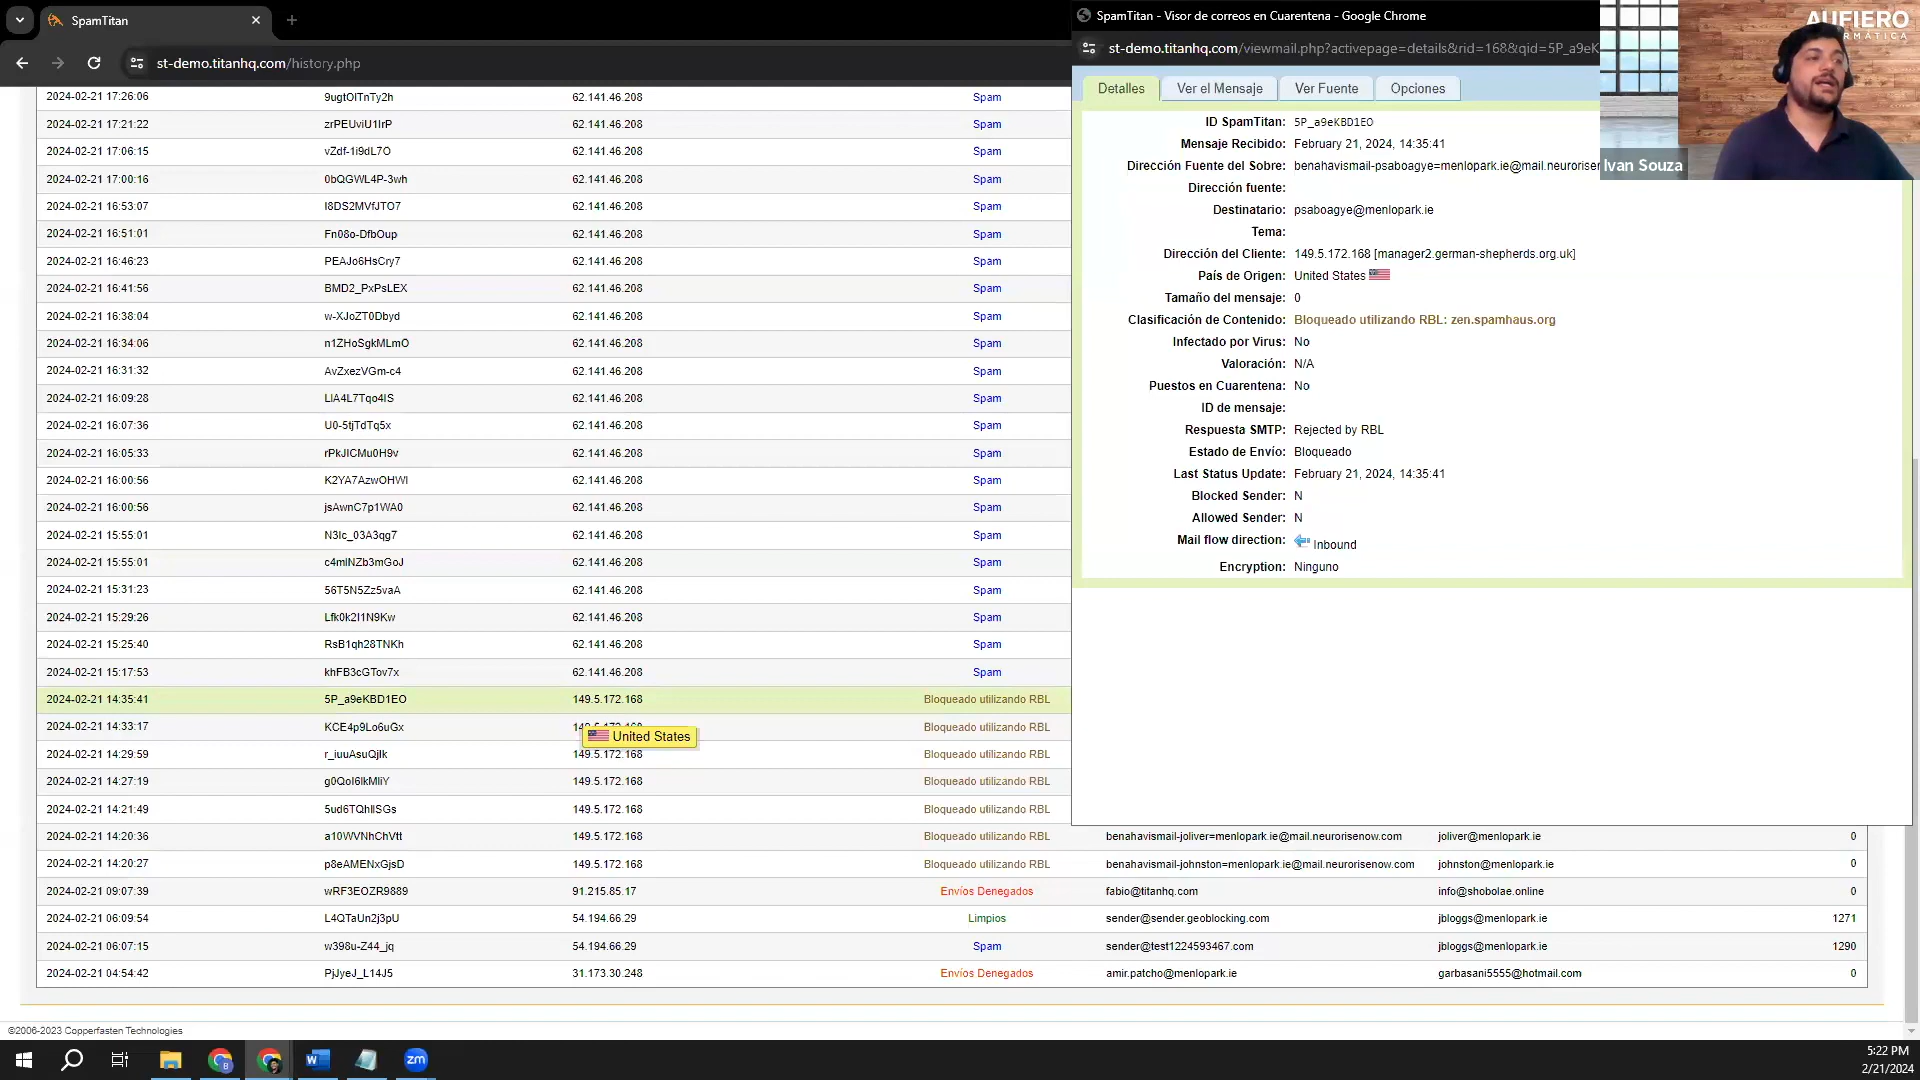 SpamTitan
st-demo.titanhq.com/history.php
2024-02-21 17:26:06 9ugtOITnTy2h 62.141.46.208 Spam
2024-02-21 17:21:22 zrPEUviU1IrP 62.141.46.208 Spam
2024-02-21 17:06:15 vZdf-1i9dL7O 62.141.46.208 Spam
2024-02-21 17:00:16 0bQGWL4P-3wh 62.141.46.208 Spam
2024-02-21 16:53:07 I8DS2MVfJTO7 62.141.46.208 Spam
2024-02-21 16:51:01 Fn08o-DfbOup 62.141.46.208 Spam
2024-02-21 16:46:23 PEAJo6HsCry7 62.141.46.208 Spam
2024-02-21 16:41:56 BMD2_PxPsLEX 62.141.46.208 Spam
2024-02-21 16:38:04 w-XJoZT0Dbyd 62.141.46.208 Spam
2024-02-21 16:34:06 n1ZHoSgkMLmO 62.141.46.208 Spam
2024-02-21 16:31:32 AvZxezVGm-c4 62.141.46.208 Spam
2024-02-21 16:09:28 LIA4L7Tqo4IS 62.141.46.208 Spam
2024-02-21 16:07:36 U0-5tjTdTq5x 62.141.46.208 Spam
2024-02-21 16:05:33 rPkJICMu0H9v 62.141.46.208 Spam
2024-02-21 16:00:56 K2YA7AzwOHWI 62.141.46.208 Spam
2024-02-21 16:00:56 jsAwnC7p1WA0 62.141.46.208 Spam
2024-02-21 15:55:01 N3Ic_03A3qg7 62.141.46.208 Spam
2024-02-21 15:55:01 c4mINZb3mGoJ 62.141.46.208 Spam
2024-02-21 15:31:23 56T5N5Zz5vaA 62.141.46.208 Spam
2024-02-21 15:29:26 Lfk0k2I1N9Kw 62.141.46.208 Spam
2024-02-21 15:25:40 RsB1qh28TNKh 62.141.46.208 Spam
2024-02-21 15:17:53 khFB3cGTov7x 62.141.46.208 Spam
2024-02-21 14:35:41 5P_a9eKBD1EO 149.5.172.168 Bloqueado utilizando RBL
2024-02-21 14:33:17 KCE4p9Lo6uGx Bloqueado utilizando RBL
United States
2024-02-21 14:29:59 r_iuuAsuQjIk 149.5.172.168 Bloqueado utilizando RBL
2024-02-21 14:27:19 g0QoI6IkMIiY 149.5.172.168 Bloqueado utilizando RBL
2024-02-21 14:21:49 5ud6TQhIISGs 149.5.172.168 Bloqueado utilizando RBL
2024-02-21 14:20:36 a10WVNhChVtt 149.5.172.168 Bloqueado utilizando RBL benahavismail-joliver=menlopark.ie@mail.neurorisenow.com joliver@menlopark.ie 0
2024-02-21 14:20:27 p8eAMENxGjsD 149.5.172.168 Bloqueado utilizando RBL benahavismail-johnston=menlopark.ie@mail.neurorisenow.com johnston@menlopark.ie 0
2024-02-21 09:07:39 wRF3EOZR9889 91.215.85.17 Envíos Denegados fabio@titanhq.com info@shobolae.online 0
2024-02-21 06:09:54 L4QTaUn2j3pU 54.194.66.29 Limpios sender@sender.geoblocking.com jbloggs@menlopark.ie 1271
2024-02-21 06:07:15 w398u-Z44_jq 54.194.66.29 Spam sender@test1224593467.com jbloggs@menlopark.ie 1290
2024-02-21 04:54:42 PjJyeJ_L14J5 31.173.30.248 Envíos Denegados amir.patcho@menlopark.ie garbasani5555@hotmail.com 0
©2006-2023 Copperfasten Technologies
SpamTitan - Visor de correos en Cuarentena - Google Chrome
st-demo.titanhq.com/viewmail.php?activepage=details&rid=168&qid=5P_a9eK
Detalles Ver el Mensaje Ver Fuente Opciones
ID SpamTitan: 5P_a9eKBD1EO
Mensaje Recibido: February 21, 2024, 14:35:41
Dirección Fuente del Sobre: benahavismail-psaboagye=menlopark.ie@mail.neurorisen
Dirección fuente:
Destinatario: psaboagye@menlopark.ie
Tema:
Dirección del Cliente: 149.5.172.168 [manager2.german-shepherds.org.uk]
País de Origen: United States
Tamaño del mensaje: 0
Clasificación de Contenido: Bloqueado utilizando RBL: zen.spamhaus.org
Infectado por Virus: No
Valoración: N/A
Puestos en Cuarentena: No
ID de mensaje:
Respuesta SMTP: Rejected by RBL
Estado de Envío: Bloqueado
Last Status Update: February 21, 2024, 14:35:41
Blocked Sender: N
Allowed Sender: N
Mail flow direction: Inbound
Encryption: Ninguno
AUFIERO
RMÁTICA
Ivan Souza
zm
5:22 PM
2/21/2024